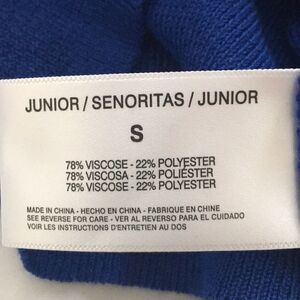 JUNIOR / SENORITAS / JUNIOR
S
78% VISCOSE - 22% POLYESTER
78% VISCOSA - 22% POLIÉSTER
78% VISCOSE - 22% POLYESTER
MADE IN CHINA - HECHO EN CHINA - FABRIQUE EN CHINE
SEE REVERSE FOR CARE - VER AL REVERSO PARA EL CUIDADO
VOIR LES INSTRUCTIONS D'ENTRETIEN AU DOS